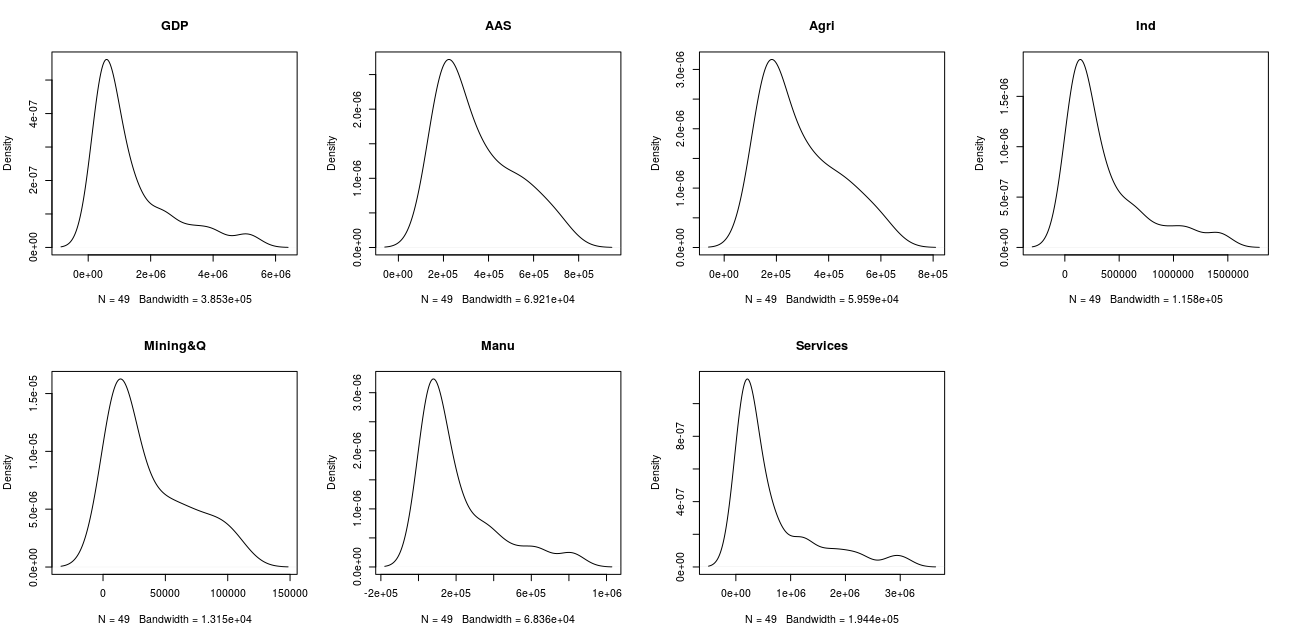 GDP
Density
0e+00 2e-07 4e-07
0e+00 2e+06 4e+06 6e+06
N = 49 Bandwidth = 3.853e+05
AAS
Density
0.0e+00 1.0e-06 2.0e-06
0e+00 2e+05 4e+05 6e+05 8e+05
N = 49 Bandwidth = 6.921e+04
Agri
Density
0.0e+00 1.0e-06 2.0e-06 3.0e-06
0e+00 2e+05 4e+05 6e+05 8e+05
N = 49 Bandwidth = 5.959e+04
Ind
Density
0.0e+00 5.0e-07 1.0e-06 1.5e-06
0 500000 1000000 1500000
N = 49 Bandwidth = 1.158e+05
Mining&Q
Density
0.0e+00 5.0e-06 1.0e-05 1.5e-05
0 50000 100000 150000
N = 49 Bandwidth = 1.315e+04
Manu
Density
0.0e+00 1.0e-06 2.0e-06 3.0e-06
-2e+05 2e+05 6e+05 1e+06
N = 49 Bandwidth = 6.836e+04
Services
Density
0e+00 4e-07 8e-07
0e+00 1e+06 2e+06 3e+06
N = 49 Bandwidth = 1.944e+05